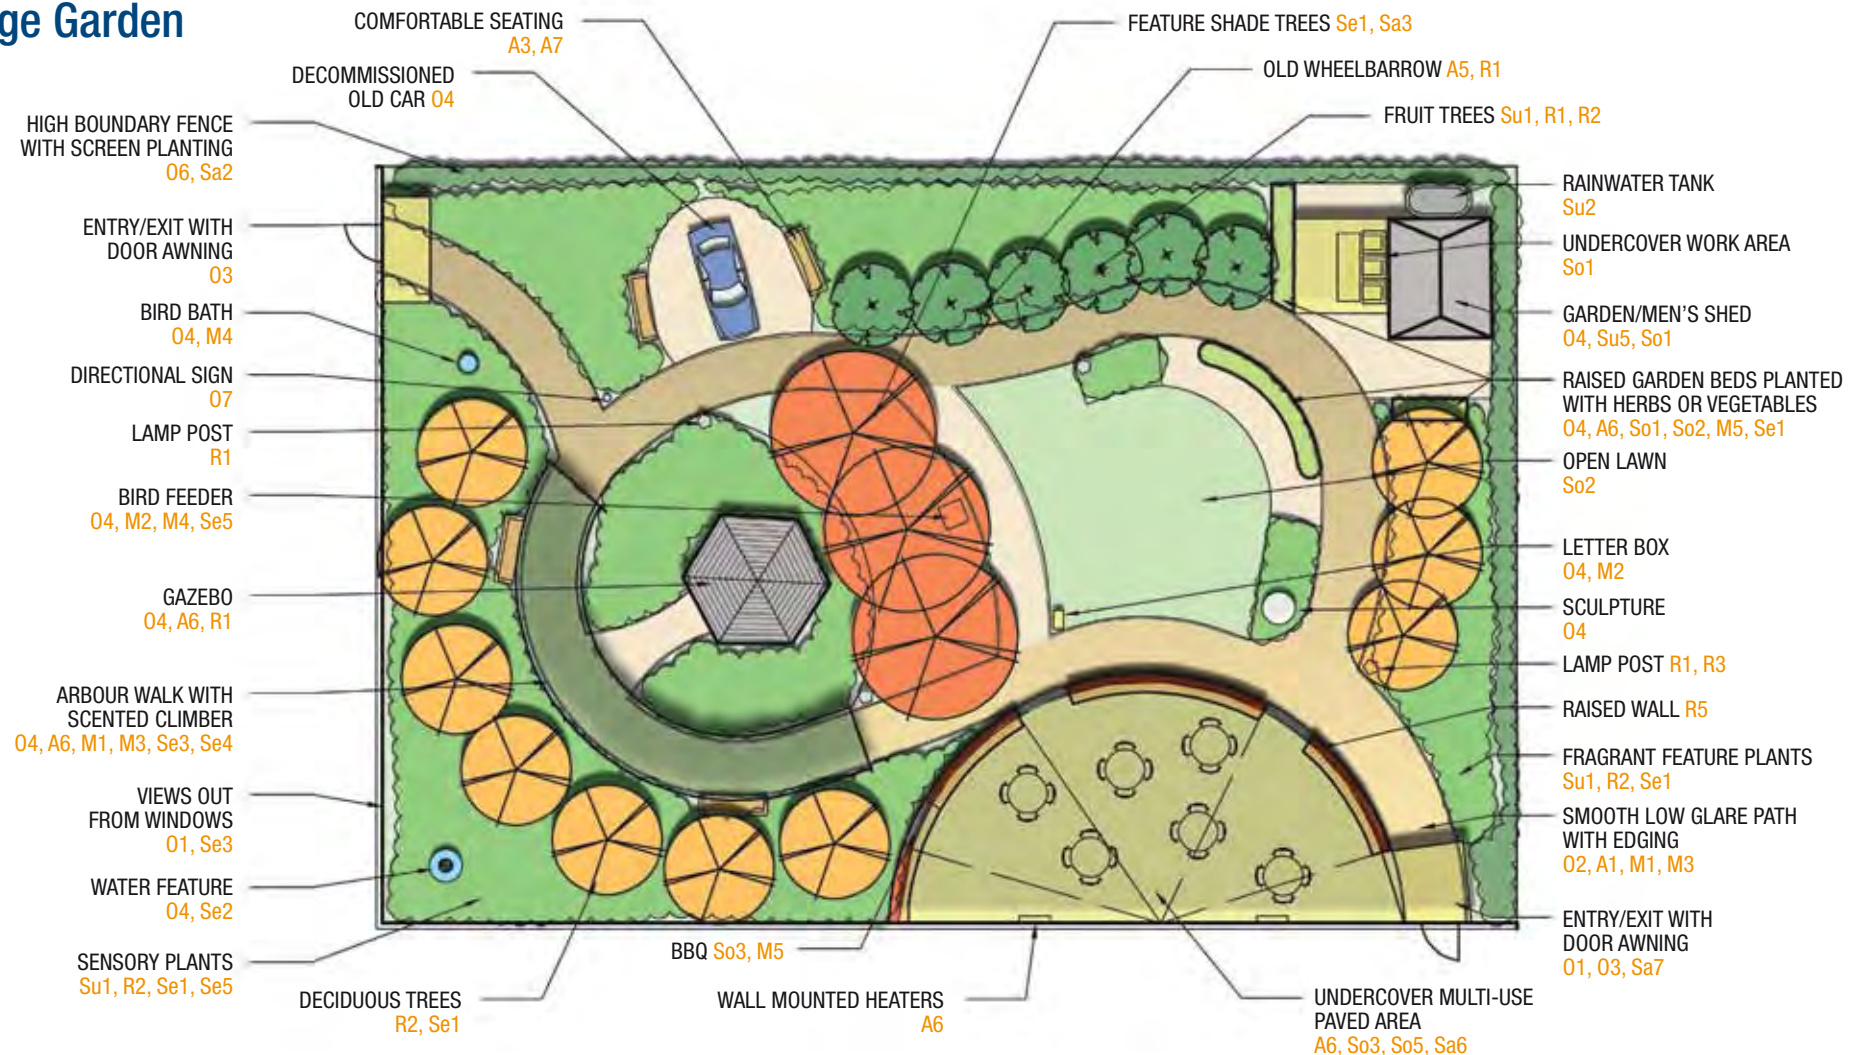 ge Garden
COMFORTABLE SEATING
A3, A7
DECOMMISSIONED
OLD CAR O4
HIGH BOUNDARY FENCE
WITH SCREEN PLANTING
O6, Sa2
ENTRY/EXIT WITH
DOOR AWNING
O3
BIRD BATH
O4, M4
DIRECTIONAL SIGN
O7
LAMP POST
R1
BIRD FEEDER
O4, M2, M4, Se5
GAZEBO
O4, A6, R1
ARBOUR WALK WITH
SCENTED CLIMBER
O4, A6, M1, M3, Se3, Se4
VIEWS OUT
FROM WINDOWS
O1, Se3
WATER FEATURE
O4, Se2
SENSORY PLANTS
Su1, R2, Se1, Se5
DECIDUOUS TREES
R2, Se1
BBQ So3, M5
WALL MOUNTED HEATERS
A6
FEATURE SHADE TREES Se1, Sa3
OLD WHEELBARROW A5, R1
FRUIT TREES Su1, R1, R2
RAINWATER TANK
Su2
UNDERCOVER WORK AREA
So1
GARDEN/MEN'S SHED
O4, Su5, So1
RAISED GARDEN BEDS PLANTED
WITH HERBS OR VEGETABLES
O4, A6, So1, So2, M5, Se1
OPEN LAWN
So2
LETTER BOX
O4, M2
SCULPTURE
O4
LAMP POST R1, R3
RAISED WALL R5
FRAGRANT FEATURE PLANTS
Su1, R2, Se1
SMOOTH LOW GLARE PATH
WITH EDGING
O2, A1, M1, M3
ENTRY/EXIT WITH
DOOR AWNING
O1, O3, Sa7
UNDERCOVER MULTI-USE
PAVED AREA
A6, So3, So5, Sa6